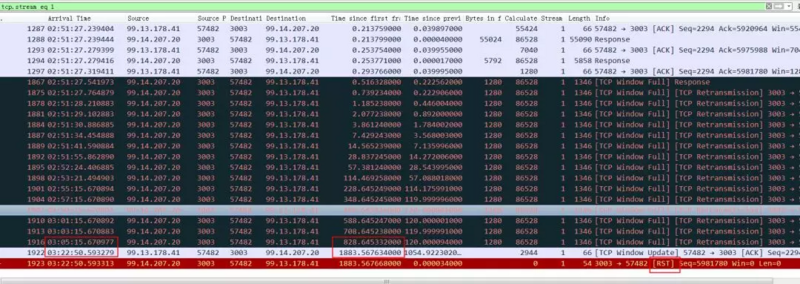 tcp.stream eq 1
Arrival Time Source Source P Destinati Destination Time since first fr Time since previ Bytes in f Calculate Stream Length Info
1287 02:51:27.239404 99.13.178.41 57482 3003 99.14.207.20 0.213759000 0.039897000 55424 1 66 57482 → 3003 [ACK] Seq=2294 Ack=5920964 Win=55
1292 02:51:27.239444 99.14.207.20 3003 57482 99.13.178.41 0.213799000 0.000040000 55024 86528 1 55090 Response
1293 02:51:27.279399 99.13.178.41 57482 3003 99.14.207.20 0.253754000 0.039955000 7040 1 66 57482 → 3003 [ACK] Seq=2294 Ack=5975988 Win=70
1294 02:51:27.279416 99.14.207.20 3003 57482 99.13.178.41 0.253771000 0.000017000 5792 86528 1 5858 Response
1297 02:51:27.319411 99.13.178.41 57482 3003 99.14.207.20 0.293766000 0.039995000 1280 1 66 57482 → 3003 [ACK] Seq=2294 Ack=5981780 Win=12
1867 02:51:27.541973 99.14.207.20 3003 57482 99.13.178.41 0.516328000 0.222562000 1280 86528 1 1346 [TCP Window Full] Response
1875 02:51:27.764879 99.14.207.20 3003 57482 99.13.178.41 0.739234000 0.222906000 1280 86528 1 1346 [TCP Window Full] [TCP Retransmission] 3003 →
1878 02:51:28.210883 99.14.207.20 3003 57482 99.13.178.41 1.185238000 0.446004000 1280 86528 1 1346 [TCP Window Full] [TCP Retransmission] 3003 →
1881 02:51:29.102883 99.14.207.20 3003 57482 99.13.178.41 2.077238000 0.892000000 1280 86528 1 1346 [TCP Window Full] [TCP Retransmission] 3003 →
1884 02:51:30.886885 99.14.207.20 3003 57482 99.13.178.41 3.861240000 1.784002000 1280 86528 1 1346 [TCP Window Full] [TCP Retransmission] 3003 →
1887 02:51:34.454888 99.14.207.20 3003 57482 99.13.178.41 7.429243000 3.568003000 1280 86528 1 1346 [TCP Window Full] [TCP Retransmission] 3003 →
1889 02:51:41.590884 99.14.207.20 3003 57482 99.13.178.41 14.565239000 7.135996000 1280 86528 1 1346 [TCP Window Full] [TCP Retransmission] 3003 →
1892 02:51:55.862890 99.14.207.20 3003 57482 99.13.178.41 28.837245000 14.272006000 1280 86528 1 1346 [TCP Window Full] [TCP Retransmission] 3003 →
1895 02:52:24.406885 99.14.207.20 3003 57482 99.13.178.41 57.381240000 28.543995000 1280 86528 1 1346 [TCP Window Full] [TCP Retransmission] 3003 →
1898 02:53:21.494903 99.14.207.20 3003 57482 99.13.178.41 114.469258000 57.088018000 1280 86528 1 1346 [TCP Window Full] [TCP Retransmission] 3003 →
1901 02:55:15.670894 99.14.207.20 3003 57482 99.13.178.41 228.645249000 114.175991000 1280 86528 1 1346 [TCP Window Full] [TCP Retransmission] 3003 →
1904 02:57:15.670890 99.14.207.20 3003 57482 99.13.178.41 348.645245000 119.999996000 1280 86528 1 1346 [TCP Window Full] [TCP Retransmission] 3003 →
1910 03:01:15.670892 99.14.207.20 3003 57482 99.13.178.41 588.645247000 120.000001000 1280 86528 1 1346 [TCP Window Full] [TCP Retransmission] 3003 →
1913 03:03:15.670883 99.14.207.20 3003 57482 99.13.178.41 708.645238000 119.999991000 1280 86528 1 1346 [TCP Window Full] [TCP Retransmission] 3003 →
1916 03:05:15.670977 99.14.207.20 3003 57482 99.13.178.41 828.645332000 120.000094000 1280 86528 1 1346 [TCP Window Full] [TCP Retransmission] 3003 →
1922 03:22:50.593279 99.13.178.41 57482 3003 99.14.207.20 1883.567634000 1054.9223020… 2944 1 66 [TCP Window Update] 57482 → 3003 [ACK] Seq=229
1923 03:22:50.593313 99.14.207.20 3003 57482 99.13.178.41 1883.567668000 0.000034000 0 1 54 3003 → 57482 [RST] Seq=5981780 Win=0 Len=0